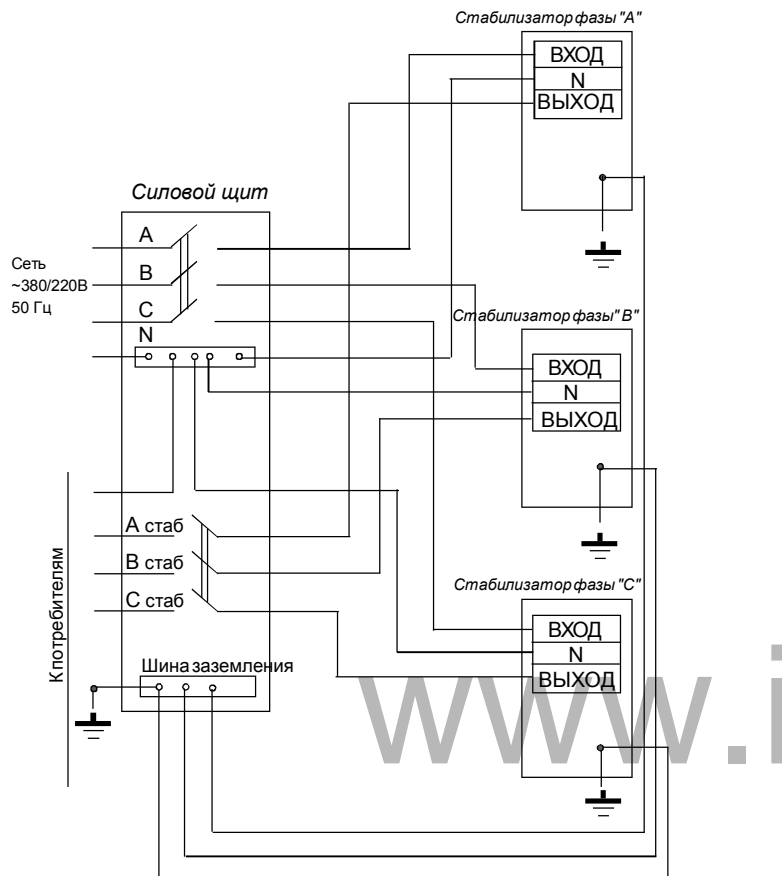 Стабилизатор фазы "А"
ВХОД
N
ВЫХОД
Силовой щит
А
В
С
N
Сеть
~380/220В
50 Гц
Стабилизатор фазы" В"
ВХОД
N
ВЫХОД
К потребителям
А стаб
В стаб
С стаб
Шина заземления
Стабилизатор фазы "С"
ВХОД
N
ВЫХОД
www.i